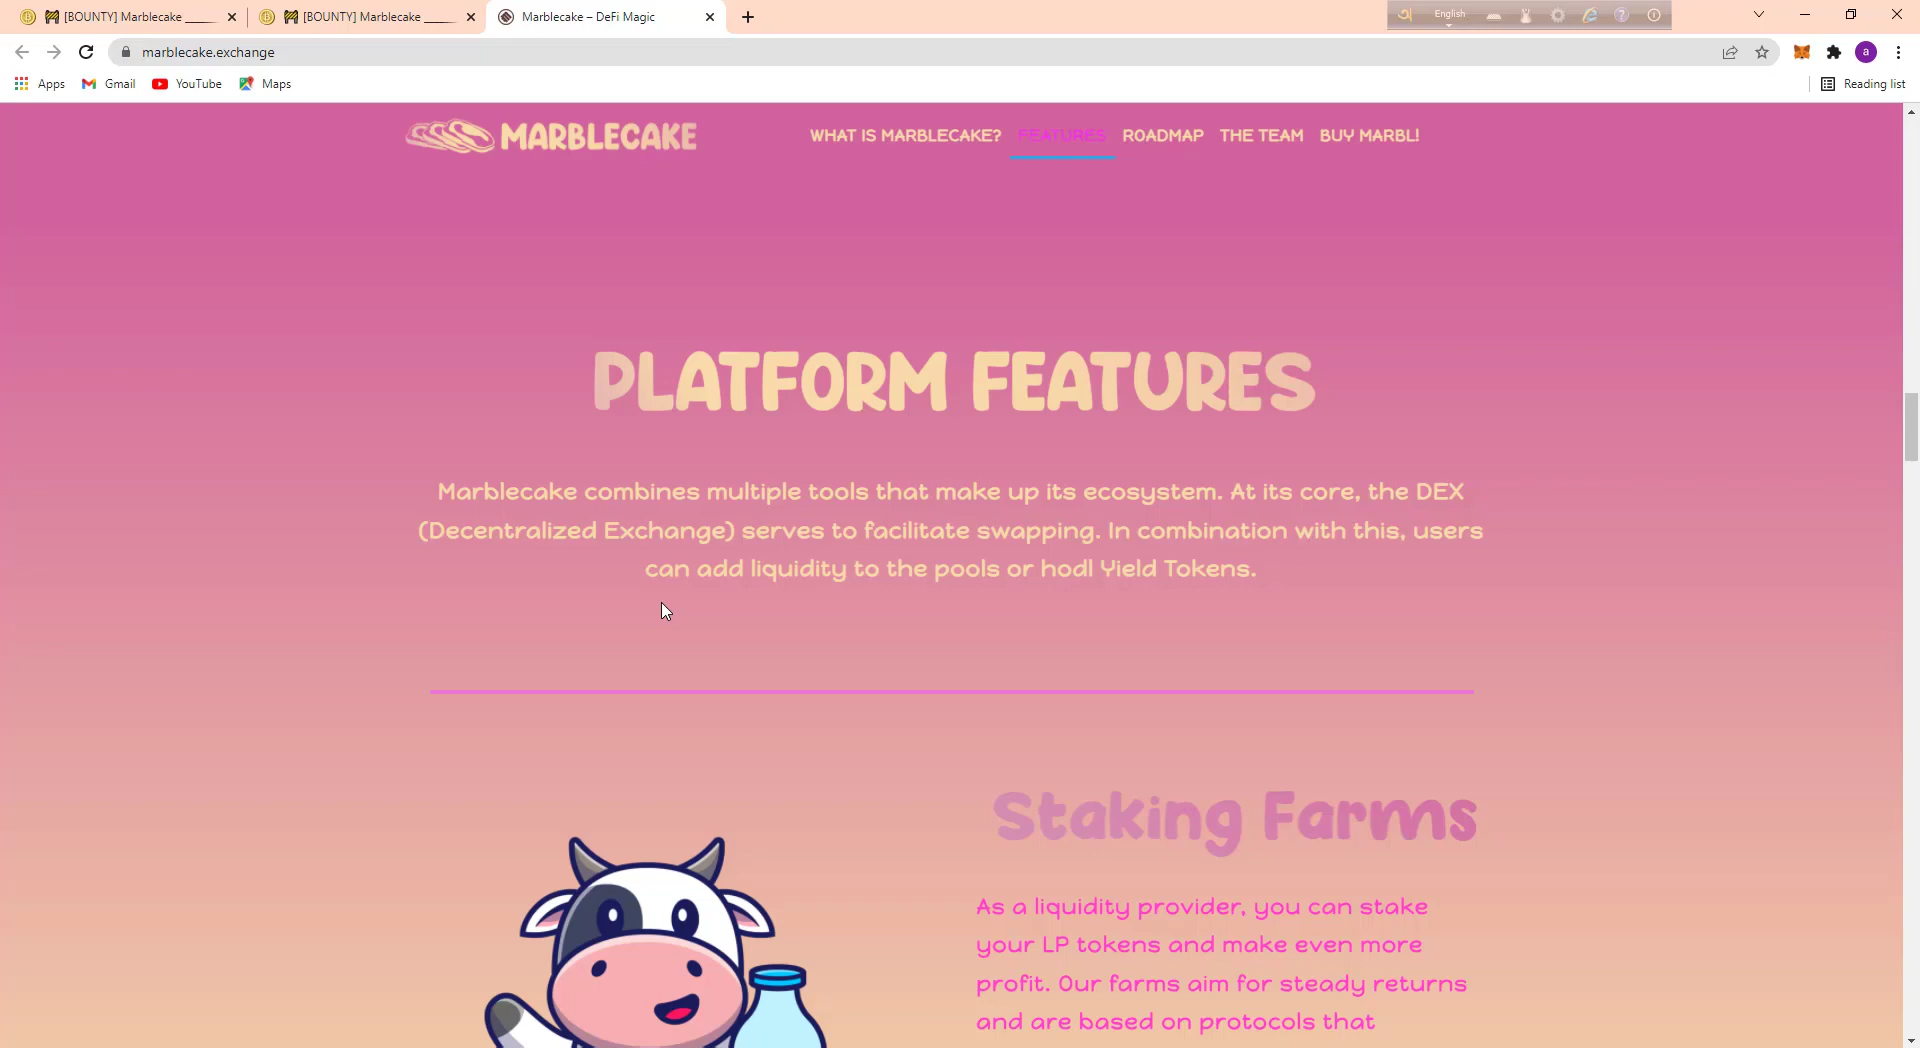 [BOUNTY] Marblecake
[BOUNTY] Marblecake
Marblecake – DeFi Magic
English
marblecake.exchange
a
Apps
Gmail
YouTube
Maps
Reading list
MARBLECAKE
WHAT IS MARBLECAKE?
FEATURES
ROADMAP
THE TEAM
BUY MARBL!
PLATFORM FEATURES
Marblecake combines multiple tools that make up its ecosystem. At its core, the DEX
(Decentralized Exchange) serves to facilitate swapping. In combination with this, users
can add liquidity to the pools or hodl Yield Tokens.
Staking Farms
As a liquidity provider, you can stake
your LP tokens and make even more
profit. Our farms aim for steady returns
and are based on protocols that